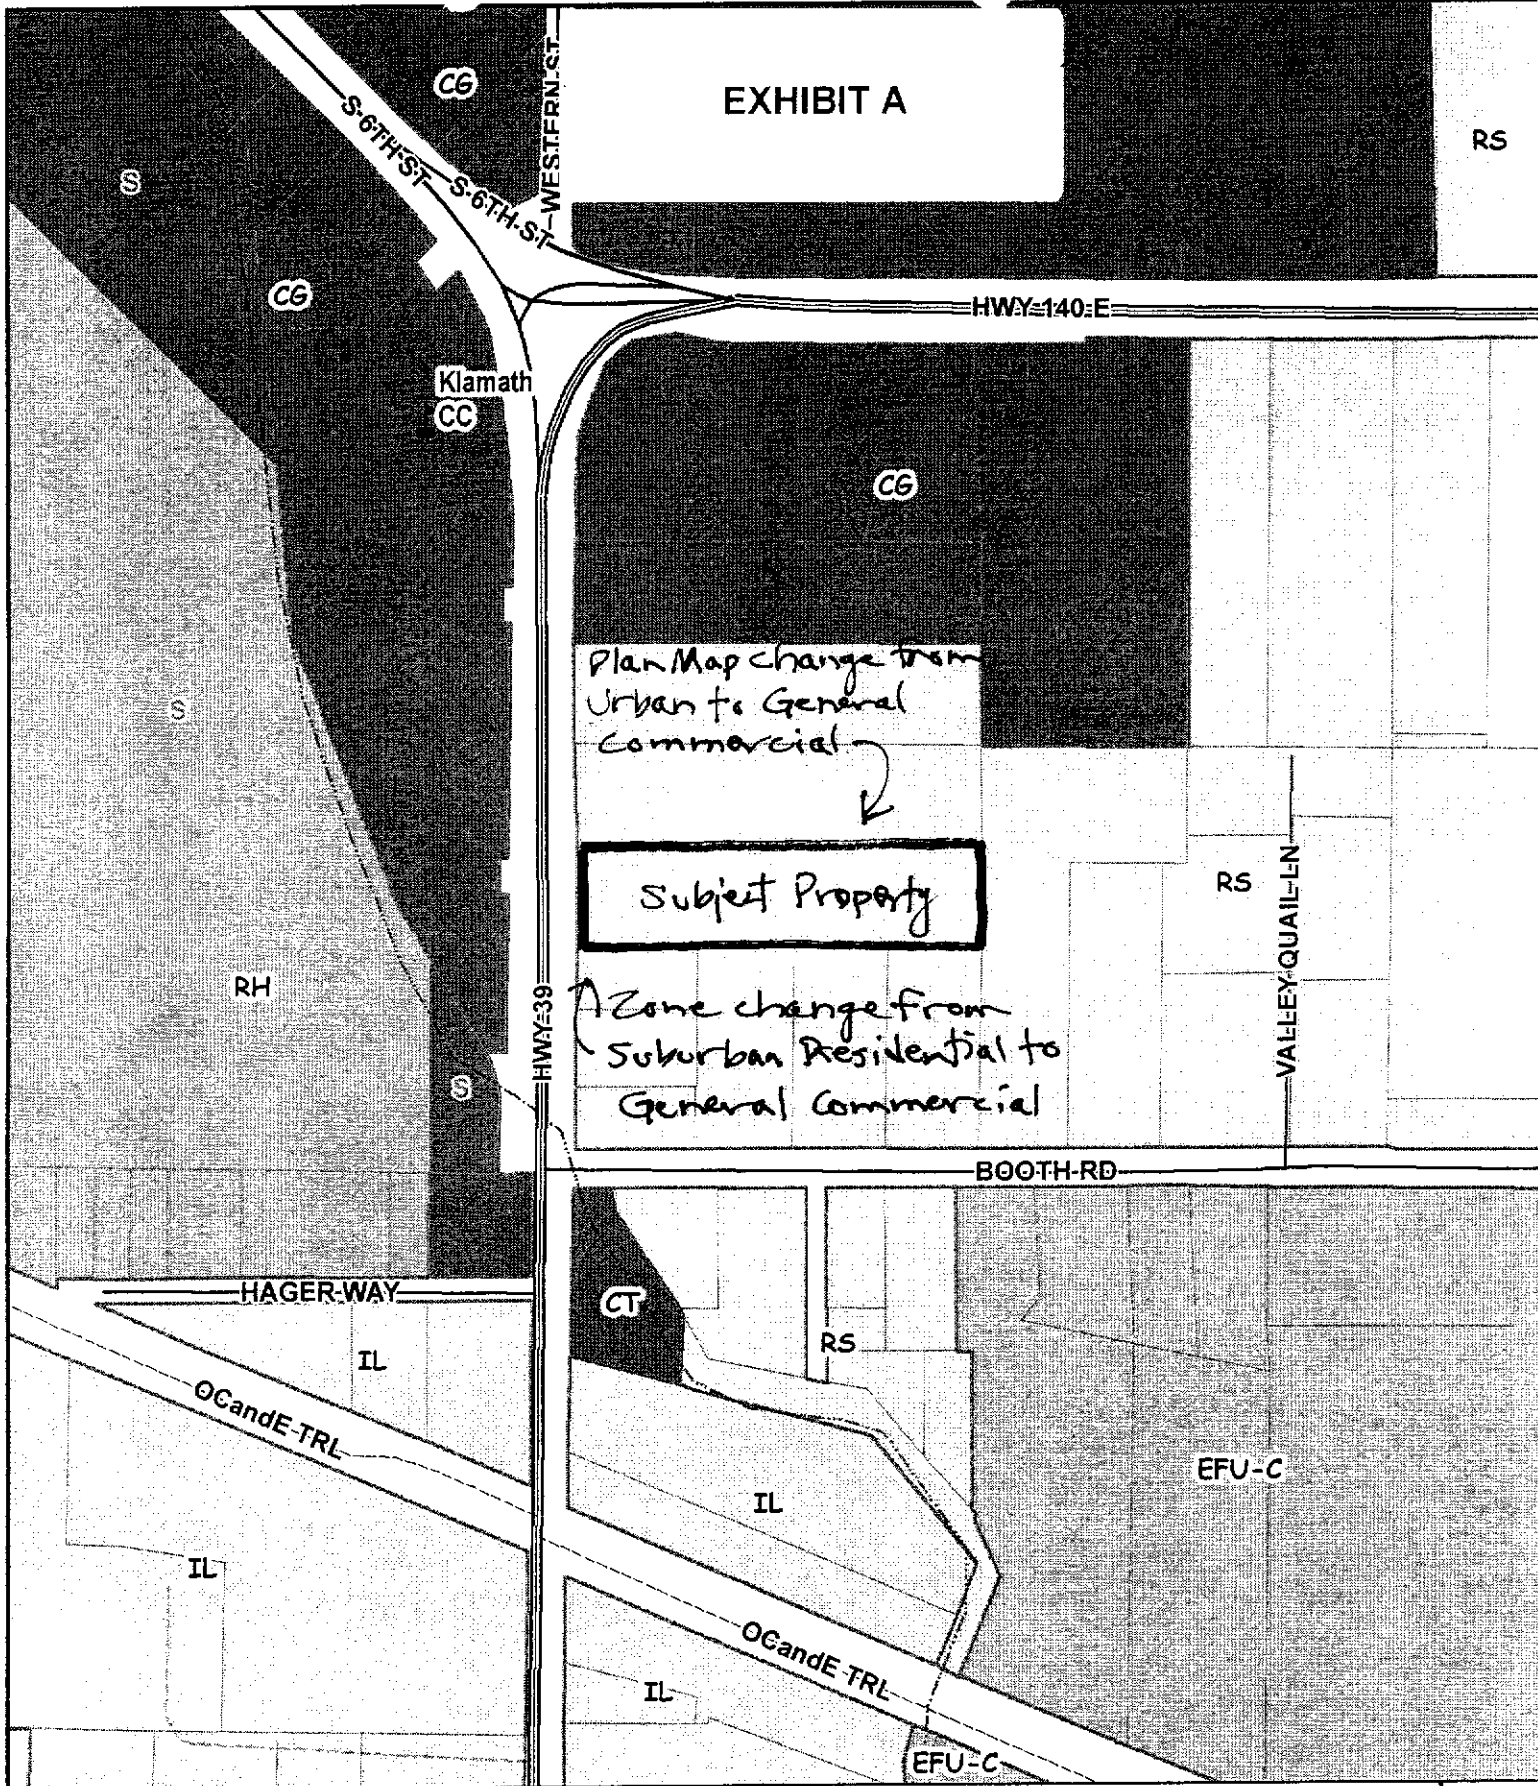 EXHIBIT A
CG
WESTERN ST
RS
S 6TH ST
S
S 6TH ST
CG
HWY 140 E
Klamath
CC
CG
Plan Map change from
Urban to General
Commercial
S
Subject Property
RS
VALLEY QUAIL LN
RH
HWY 39
Zone change from
Suburban Residential to
General Commercial
S
BOOTH RD
HAGER WAY
CT
RS
IL
OCandE TRL
EFU-C
IL
IL
OCandE TRL
IL
EFU-C